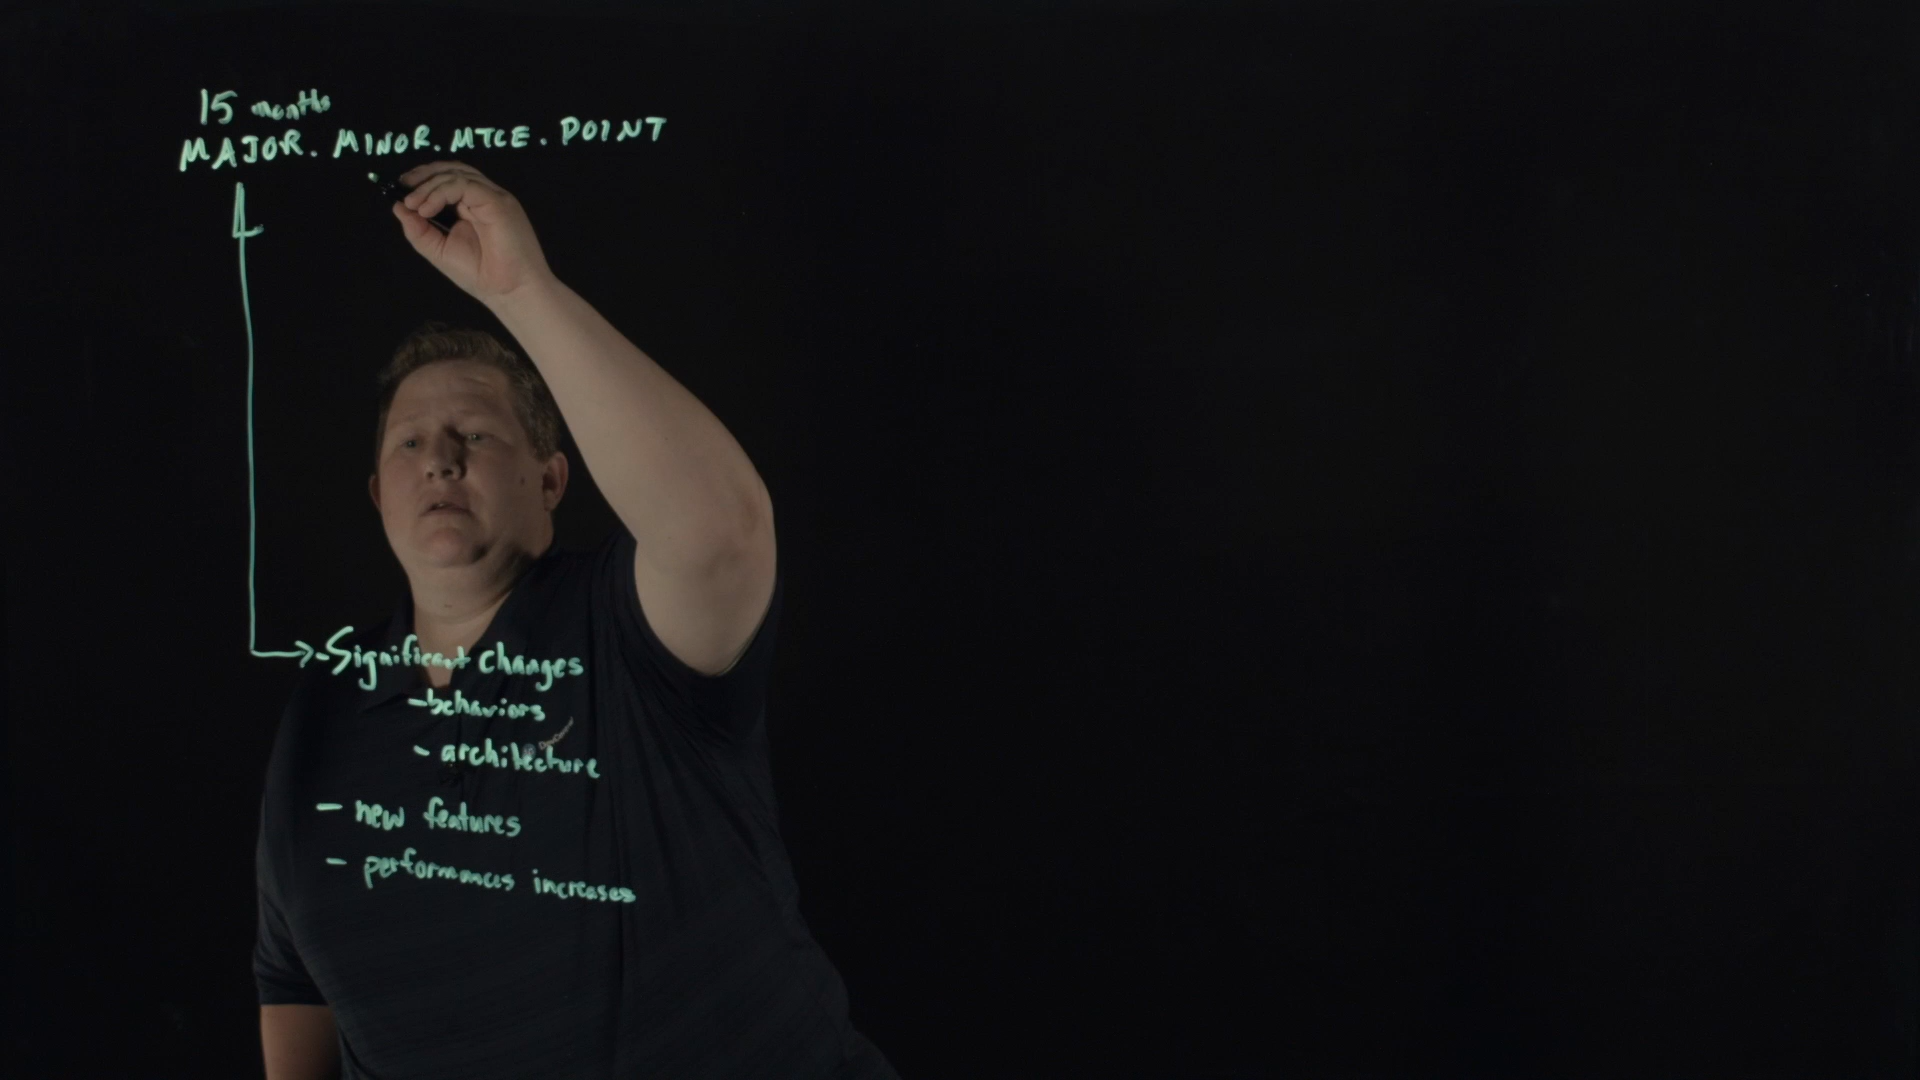 15 months
MAJOR. MINOR. MTCE. POINT
-Significant changes
-behaviors
- architecture
- new features
- performances increases